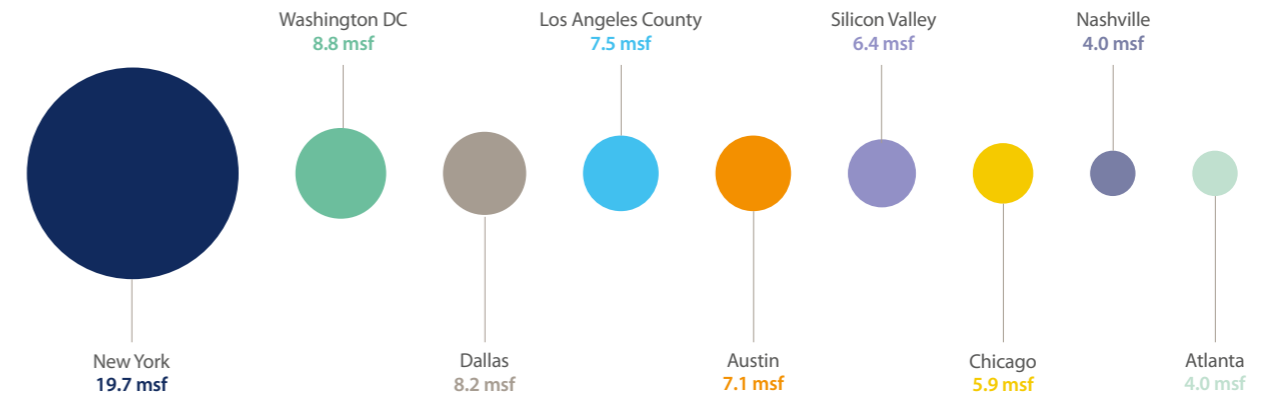 Washington DC
8.8 msf
Los Angeles County
7.5 msf
Silicon Valley
6.4 msf
Nashville
4.0 msf
New York
19.7 msf
Dallas
8.2 msf
Austin
7.1 msf
Chicago
5.9 msf
Atlanta
4.0 msf